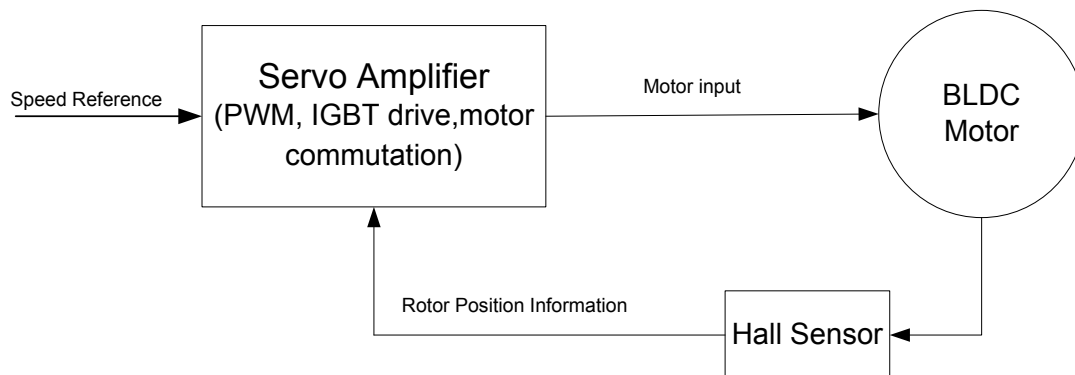 Speed Reference
Servo Amplifier
(PWM, IGBT drive,motor
commutation)
Motor input
BLDC
Motor
Rotor Position Information
Hall Sensor